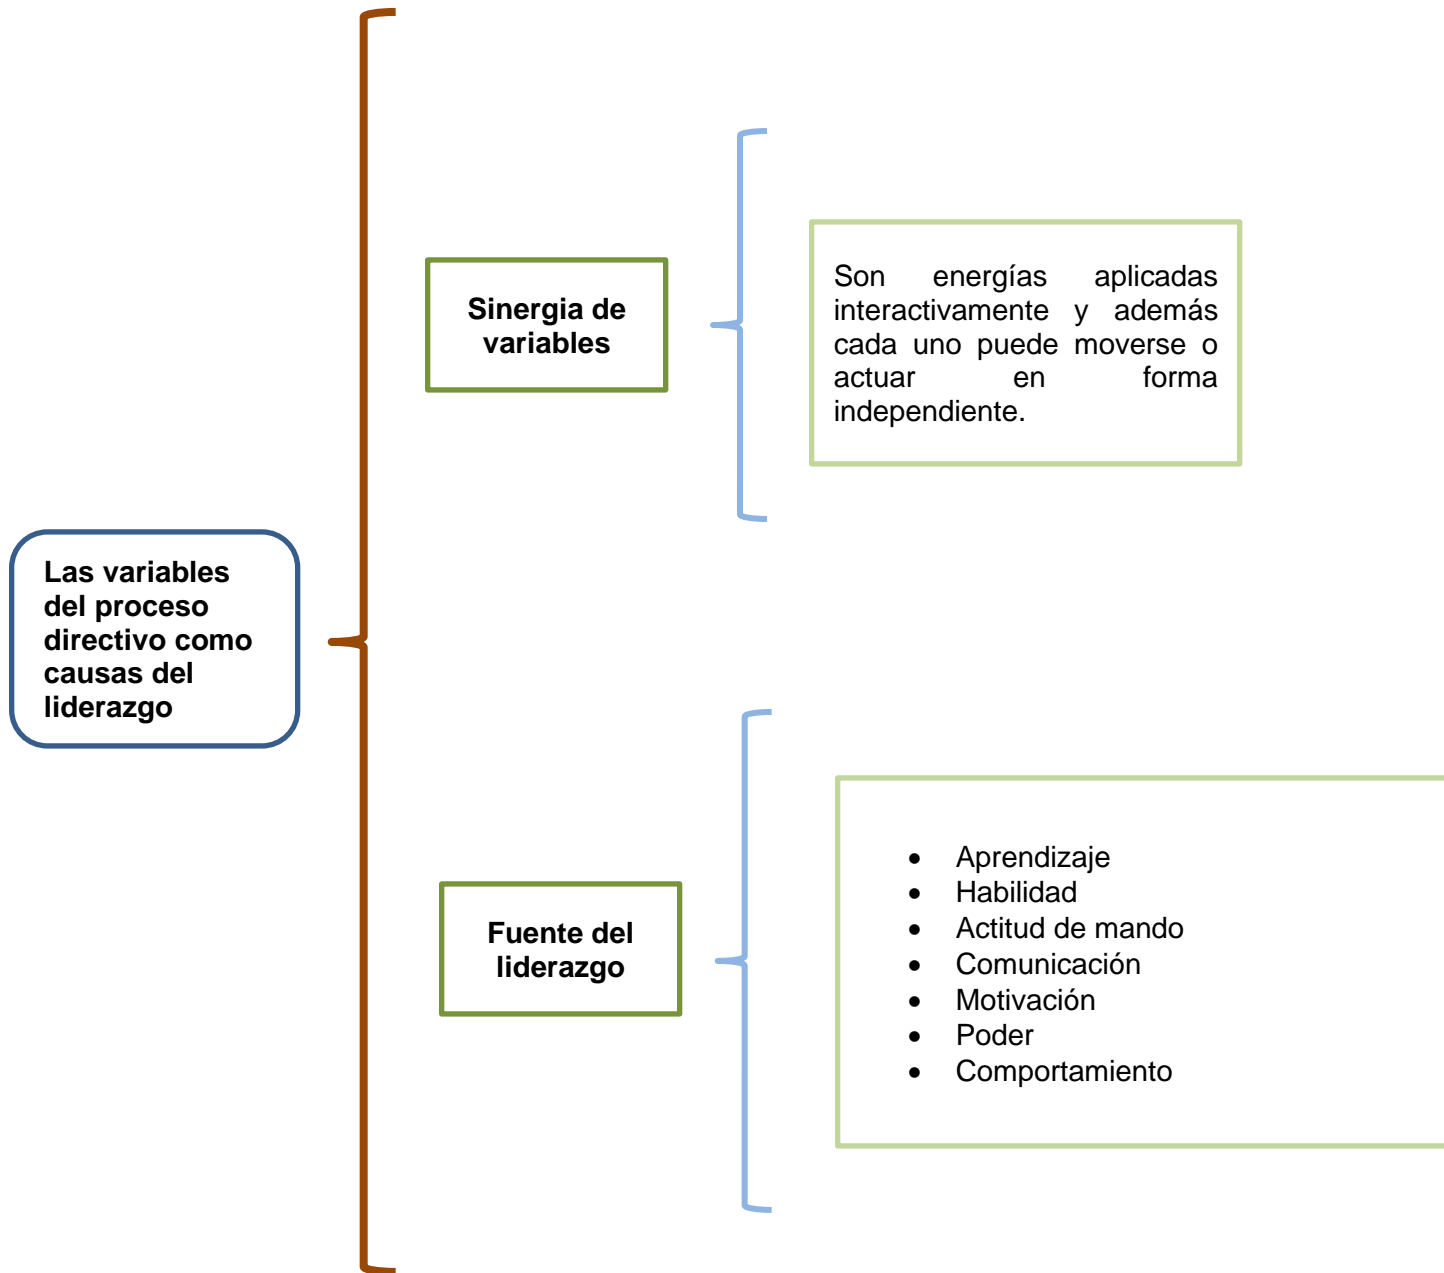 Las variables
del proceso
directivo como
causas del
liderazgo
Sinergia de
variables
Son energías aplicadas
interactivamente y además
cada uno puede moverse o
actuar en forma
independiente.
Fuente del
liderazgo
• Aprendizaje
• Habilidad
• Actitud de mando
• Comunicación
• Motivación
• Poder
• Comportamiento